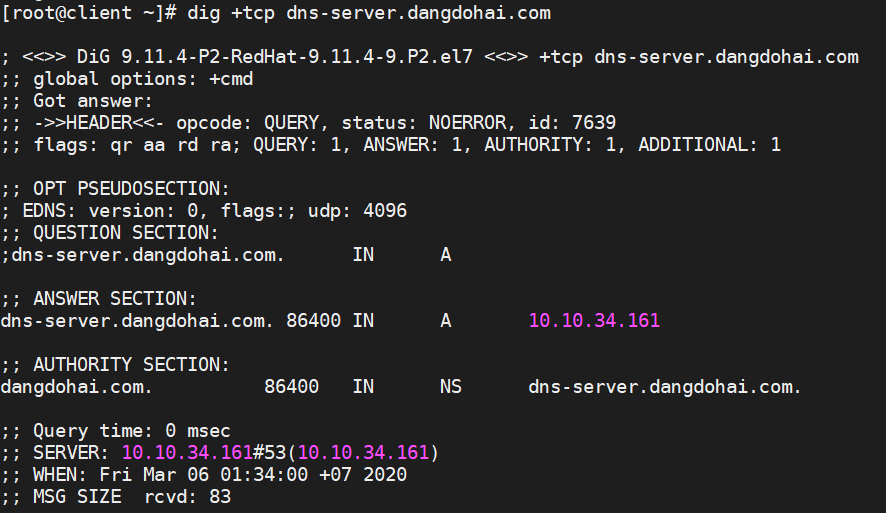 [root@client ~]# dig +tcp dns-server.dangdohai.com
; <<>> DiG 9.11.4-P2-RedHat-9.11.4-9.P2.el7 <<>> +tcp dns-server.dangdohai.com
;; global options: +cmd
;; Got answer:
;; ->>HEADER<<- opcode: QUERY, status: NOERROR, id: 7639
;; flags: qr aa rd ra; QUERY: 1, ANSWER: 1, AUTHORITY: 1, ADDITIONAL: 1
;; OPT PSEUDOSECTION:
; EDNS: version: 0, flags:; udp: 4096
;; QUESTION SECTION:
;dns-server.dangdohai.com. IN A
;; ANSWER SECTION:
dns-server.dangdohai.com. 86400 IN A 10.10.34.161
;; AUTHORITY SECTION:
dangdohai.com. 86400 IN NS dns-server.dangdohai.com.
;; Query time: 0 msec
;; SERVER: 10.10.34.161#53(10.10.34.161)
;; WHEN: Fri Mar 06 01:34:00 +07 2020
;; MSG SIZE rcvd: 83